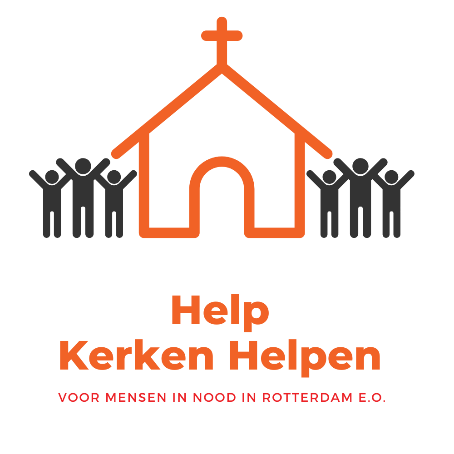 Help
Kerken Helpen
VOOR MENSEN IN NOOD IN ROTTERDAM E.O.